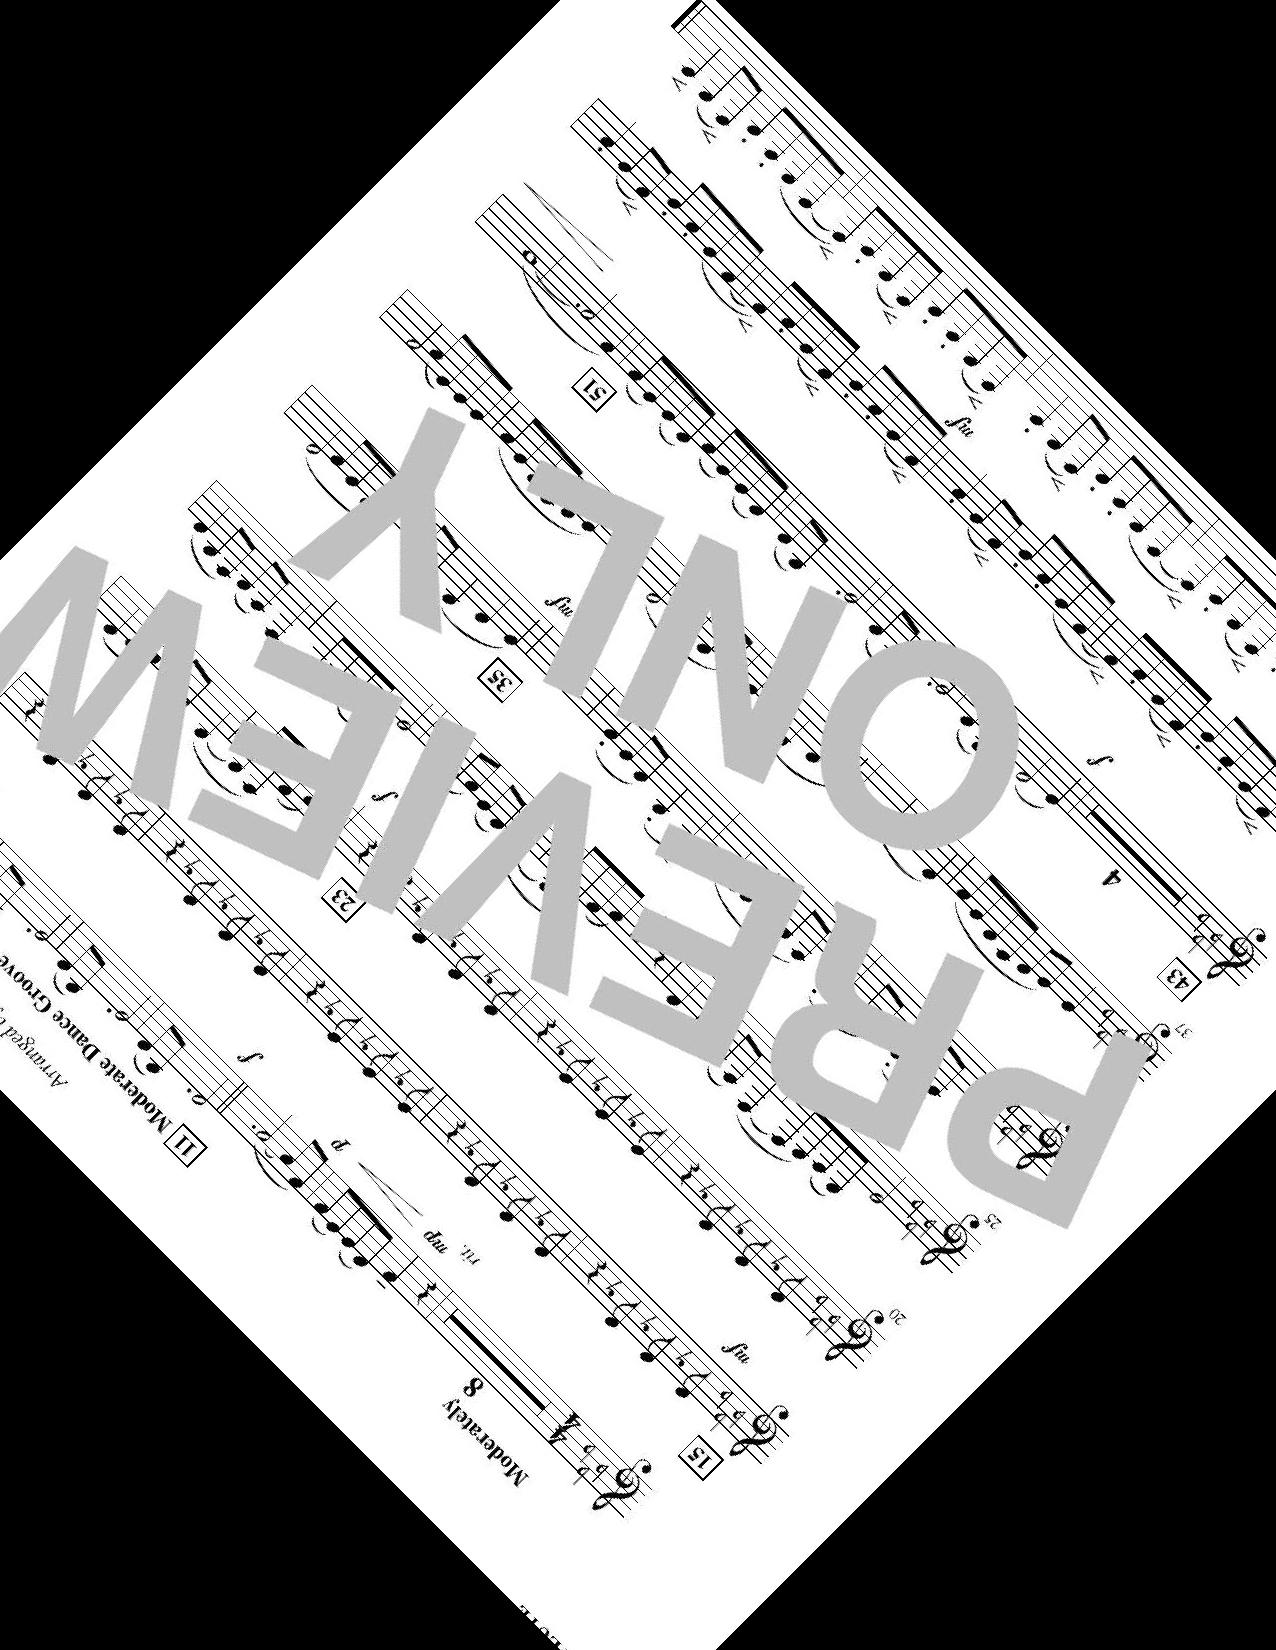 Moderately
8
mp
rit.
p
11 Moderate Dance Groove
Arranged
f
15
mf
20
23
f
25
35
mf
37
43
4
f
51
mf
PREVIEW
ONLY